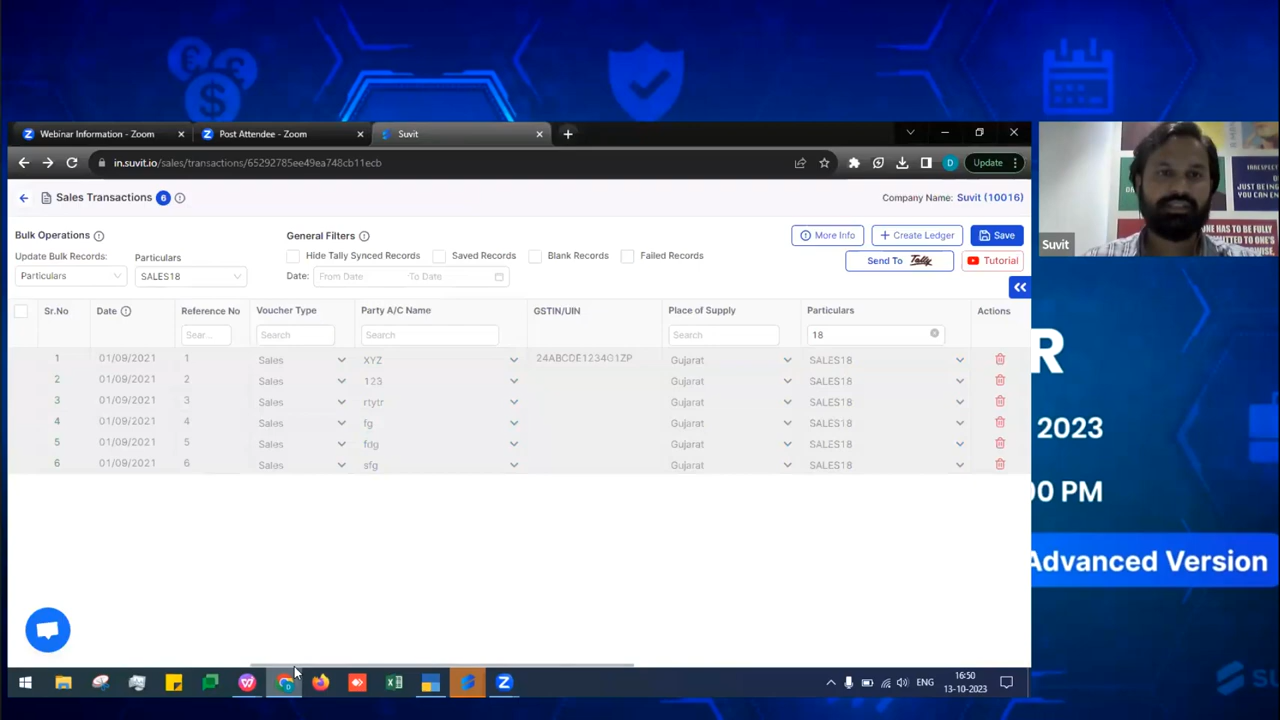 Webinar Information - Zoom
Post Attendee - Zoom
Suvit
in.suvit.io/sales/transactions/65292785ee49ea748cb11ecb
D
Update
Sales Transactions 6
Company Name: Suvit (10016)
Bulk Operations
General Filters
More Info
Create Ledger
Save
Update Bulk Records:
Particulars
Hide Tally Synced Records
Saved Records
Blank Records
Failed Records
Particulars
SALES18
Date:
From Date
To Date
Send To Tally
Tutorial
Sr.No
Date
Reference No
Voucher Type
Party A/C Name
GSTIN/UIN
Place of Supply
Particulars
Actions
Sear...
Search
Search
Search
18
1 01/09/2021 1 Sales XYZ 24ABCDE1234G1ZP Gujarat SALES18
2 01/09/2021 2 Sales 123 Gujarat SALES18
3 01/09/2021 3 Sales rtytr Gujarat SALES18
4 01/09/2021 4 Sales fg Gujarat SALES18
5 01/09/2021 5 Sales fdg Gujarat SALES18
6 01/09/2021 6 Sales sfg Gujarat SALES18
ENG
16:50
13-10-2023
Suvit
R
2023
00 PM
Advanced Version
SU